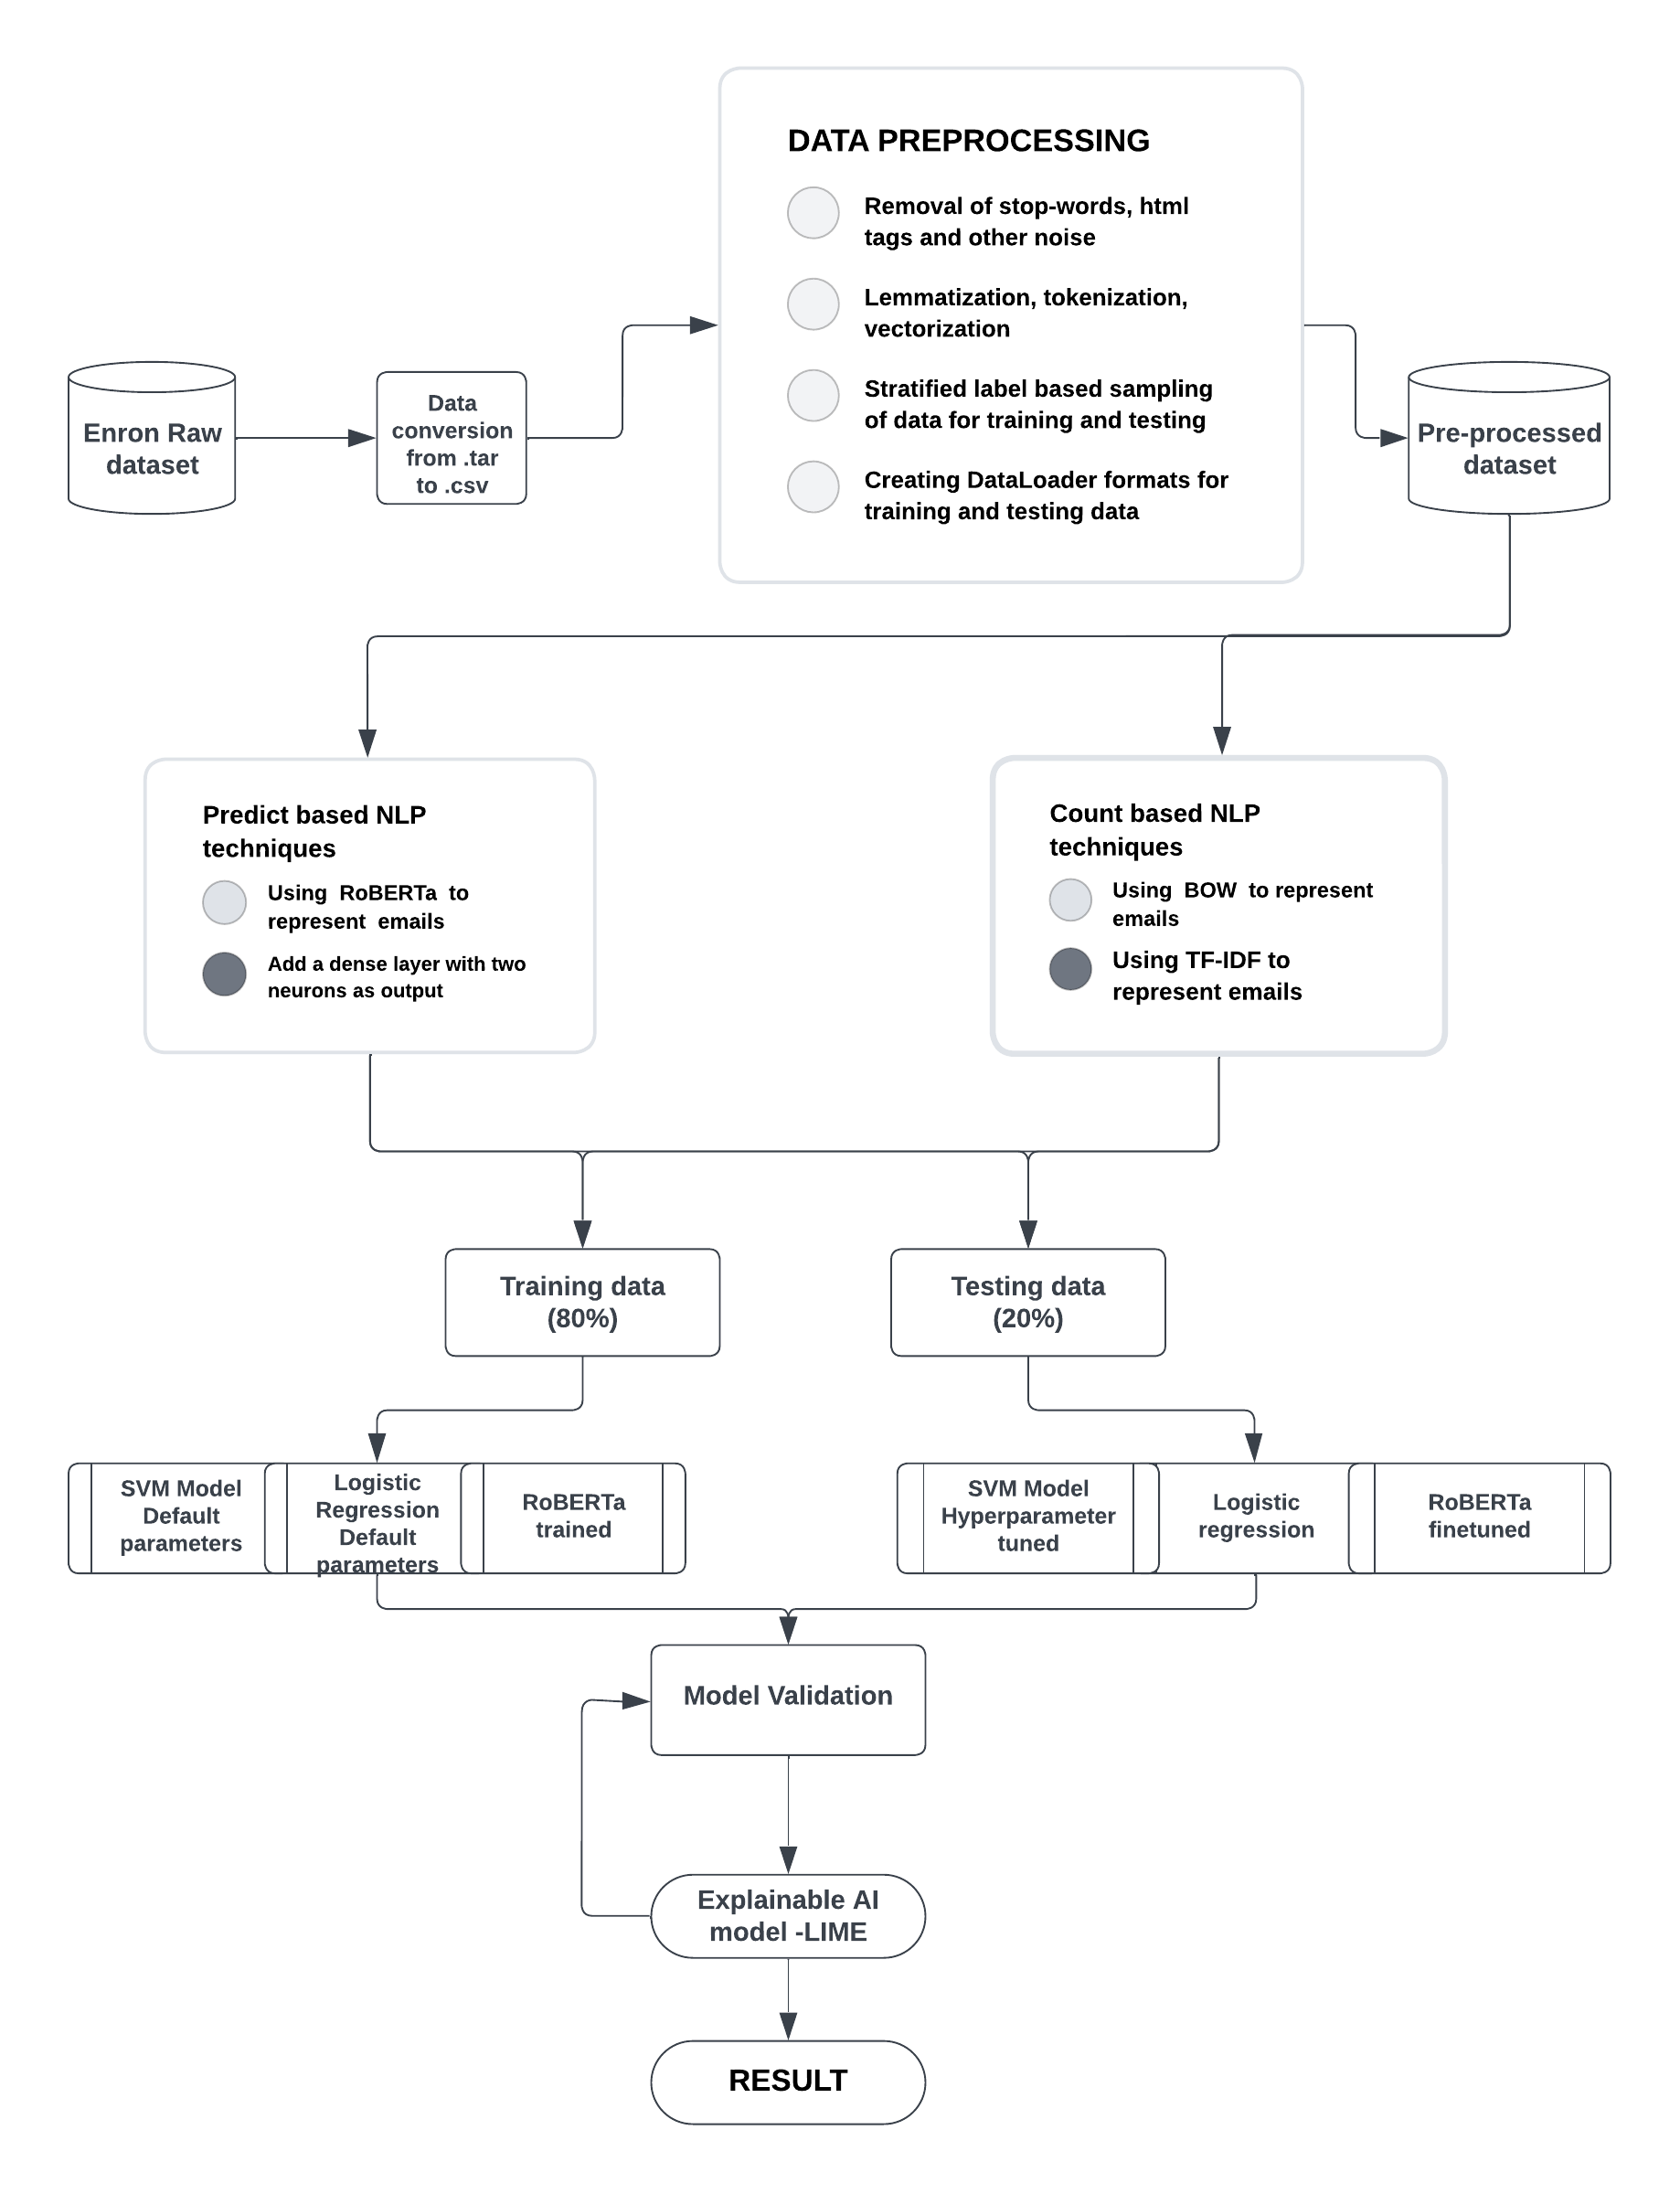 DATA PREPROCESSING
Removal of stop-words, html
tags and other noise
Lemmatization, tokenization,
vectorization
Stratified label based sampling
of data for training and testing
Creating DataLoader formats for
training and testing data
Enron Raw
dataset
Data
conversion
from .tar
to .csv
Pre-processed
dataset
Predict based NLP
techniques
Using RoBERTa to
represent emails
Add a dense layer with two
neurons as output
Count based NLP
techniques
Using BOW to represent
emails
Using TF-IDF to
represent emails
Training data
(80%)
Testing data
(20%)
SVM Model
Default
parameters
Logistic
Regression
Default
parameters
RoBERTa
trained
SVM Model
Hyperparameter
tuned
Logistic
regression
RoBERTa
finetuned
Model Validation
Explainable AI
model -LIME
RESULT